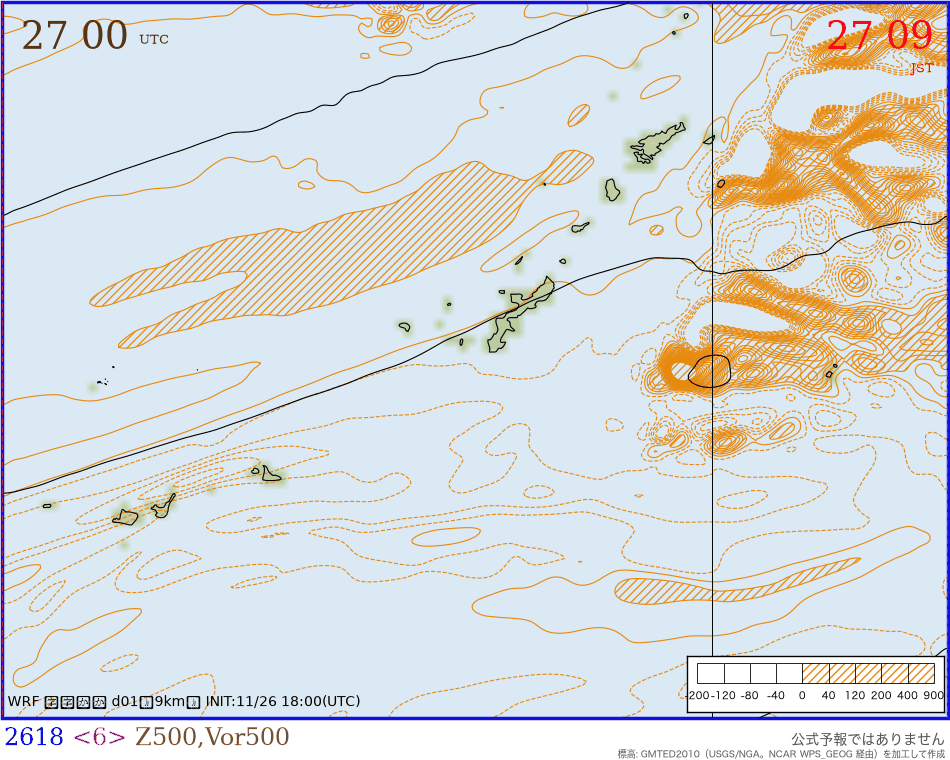 27 00 UTC
27 09
JST
-200 -120 -80 -40 0 40 120 200 400 900
WRF d01 9km INIT:11/26 18:00(UTC)
2618 <6> Z500,Vor500
公式予報ではありません
標高: GMTED2010（USGS/NGA。NCAR WPS_GEOG 経由）を加工して作成